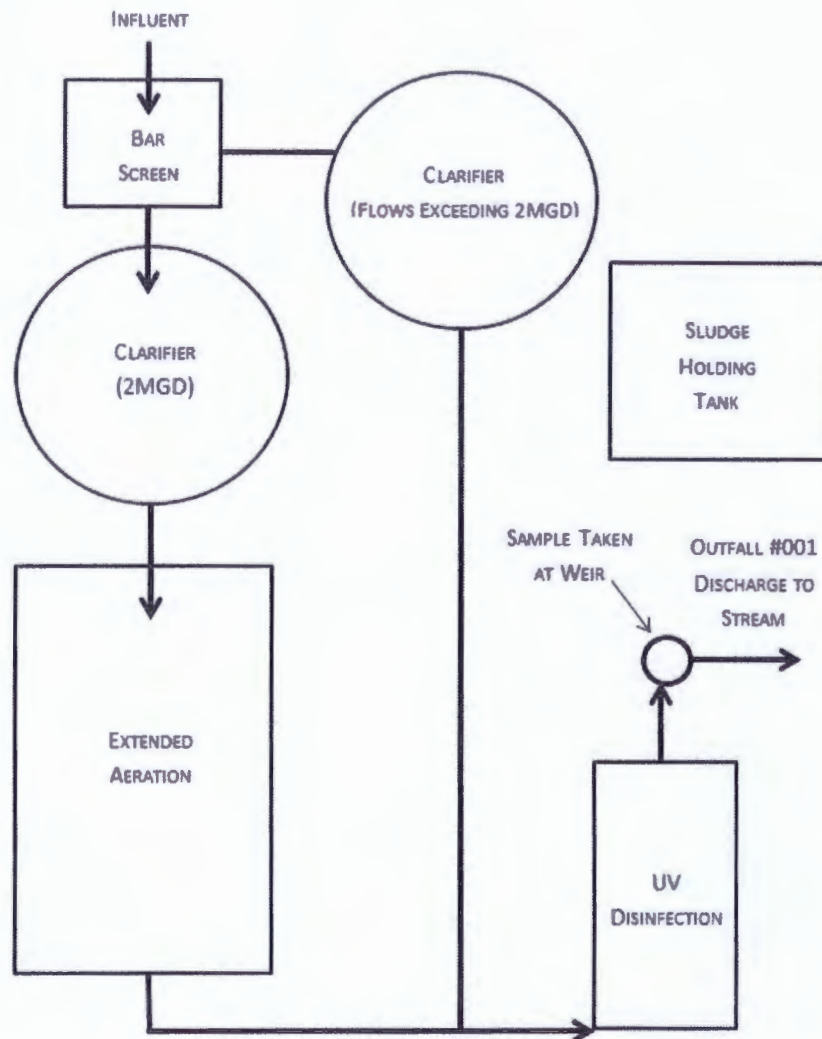 INFLUENT
BAR
SCREEN
CLARIFIER
(FLOWS EXCEEDING 2MGD)
CLARIFIER
(2MGD)
SLUDGE
HOLDING
TANK
SAMPLE TAKEN
AT WEIR
OUTFALL #001
DISCHARGE TO
STREAM
EXTENDED
AERATION
UV
DISINFECTION